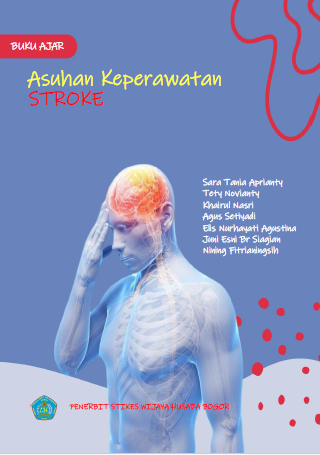 BUKU AJAR
Asuhan Keperawatan
STROKE
Sara Tania Aprianty
Tety Novianty
Khairul Nasri
Agus Setiyadi
Elis Nurhayati Agustina
Juni Esni Br Siagian
Nining Fitrianingsih
PENERBIT STIKES WIJAYA HUSADA BOGOR